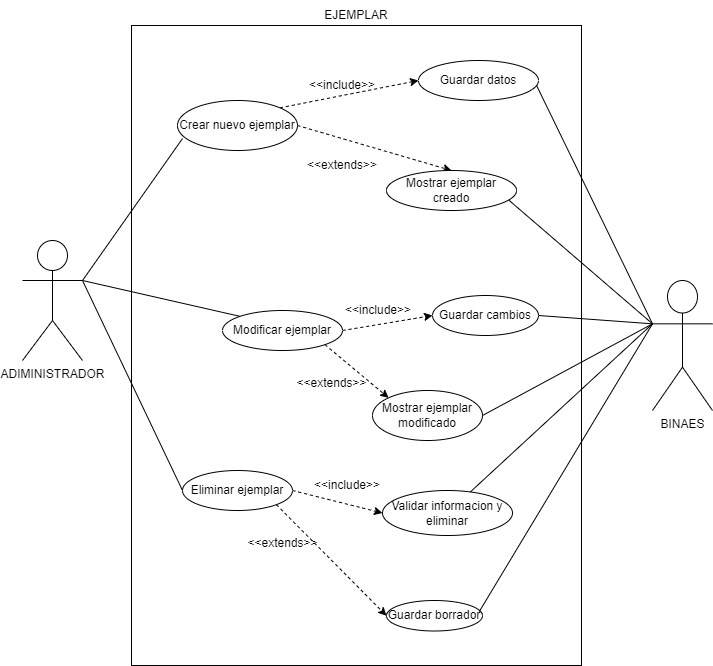 EJEMPLAR
Guardar datos
<<include>>
Crear nuevo ejemplar
<<extends>>
Mostrar ejemplar
creado
<<include>>
Guardar cambios
Modificar ejemplar
ADIMINISTRADOR
<<extends>>
Mostrar ejemplar
modificado
BINAES
<<include>>
Eliminar ejemplar
Validar informacion y
eliminar
<<extends>>
Guardar borrador